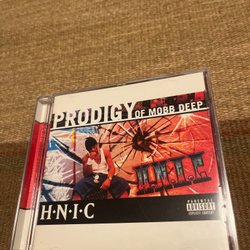 PRODIGY OF MOBB DEEP
H.N.I.C
H·N·I·C
PARENTAL
ADVISORY
EXPLICIT CONTENT